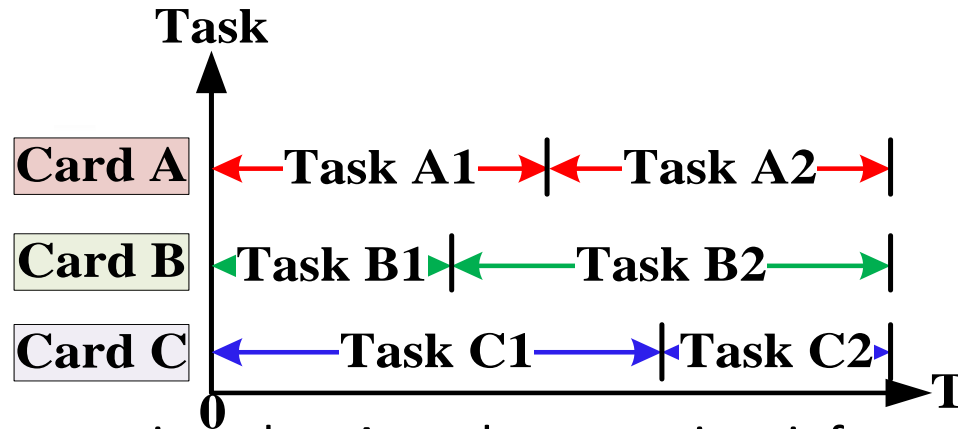 Task
Card A Task A1 Task A2
Card B Task B1 Task B2
Card C Task C1 Task C2
0
T